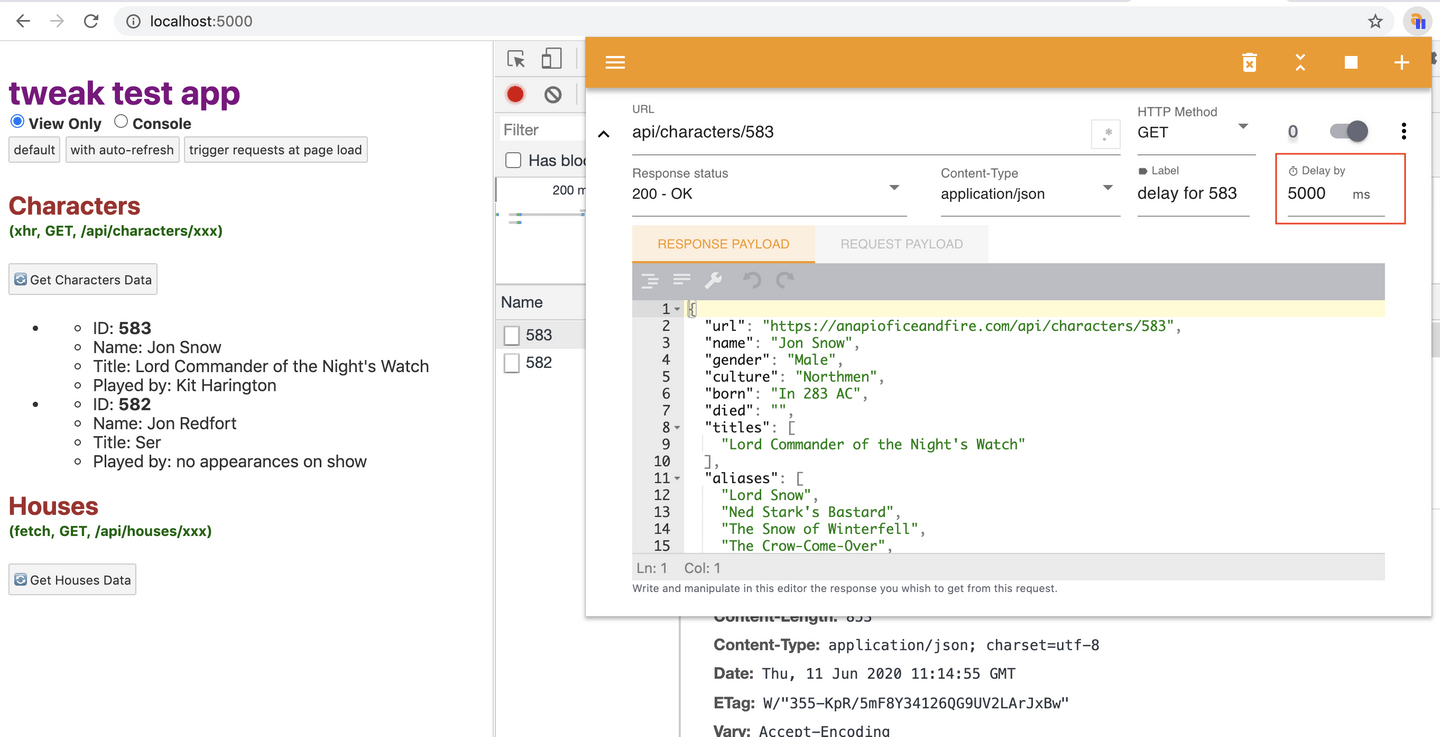 localhost:5000
tweak test app
View Only Console
default with auto-refresh trigger requests at page load
Characters
(xhr, GET, /api/characters/xxx)
Get Characters Data
ID: 583
Name: Jon Snow
Title: Lord Commander of the Night's Watch
Played by: Kit Harington
ID: 582
Name: Jon Redfort
Title: Ser
Played by: no appearances on show
Houses
(fetch, GET, /api/houses/xxx)
Get Houses Data
Filter
Has
200
Name
583
582
URL
api/characters/583
.*
HTTP Method
GET
0
Response status
200 - OK
Content-Type
application/json
Label
delay for 583
Delay by
5000 ms
RESPONSE PAYLOAD REQUEST PAYLOAD
1 {
2 "url": "https://anapioficeandfire.com/api/characters/583",
3 "name": "Jon Snow",
4 "gender": "Male",
5 "culture": "Northmen",
6 "born": "In 283 AC",
7 "died": "",
8 "titles": [
9 "Lord Commander of the Night's Watch"
10 ],
11 "aliases": [
12 "Lord Snow",
13 "Ned Stark's Bastard",
14 "The Snow of Winterfell",
15 "The Crow-Come-Over",
Ln: 1 Col: 1
Write and manipulate in this editor the response you whish to get from this request.
Content-Length: 853
Content-Type: application/json; charset=utf-8
Date: Thu, 11 Jun 2020 11:14:55 GMT
ETag: W/"355-KpR/5mF8Y34126QG9UV2LArJxBw"
Vary: Accept-Encoding